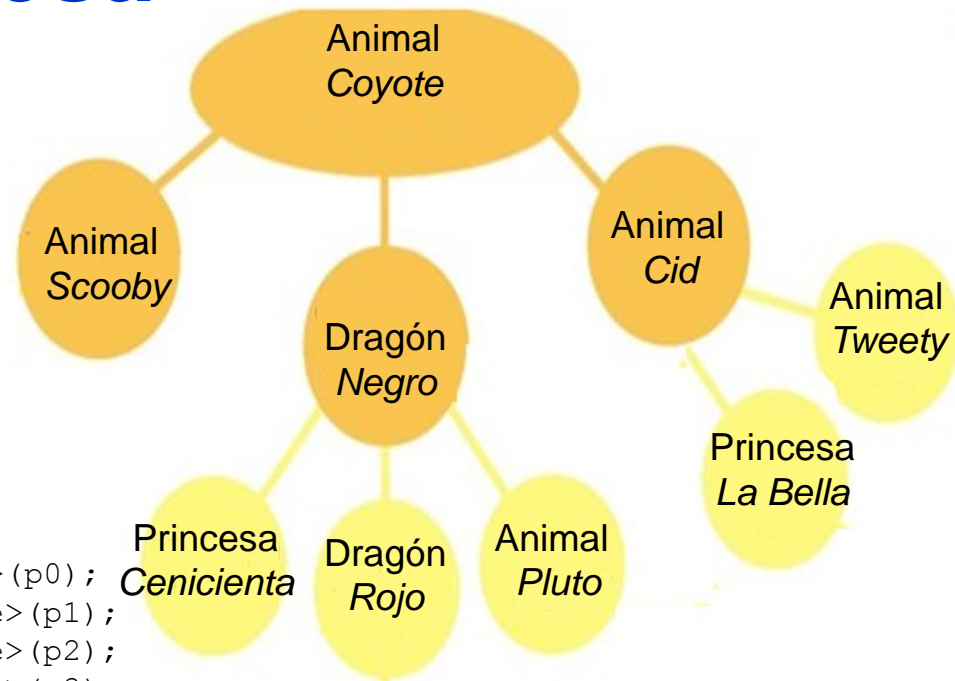 Animal
Coyote
Animal
Scooby
Animal
Cid
Animal
Tweety
Dragón
Negro
Princesa
La Bella
Princesa
Cenicienta
Dragón
Rojo
Animal
Pluto
>(p0);
e>(p1);
e>(p2);